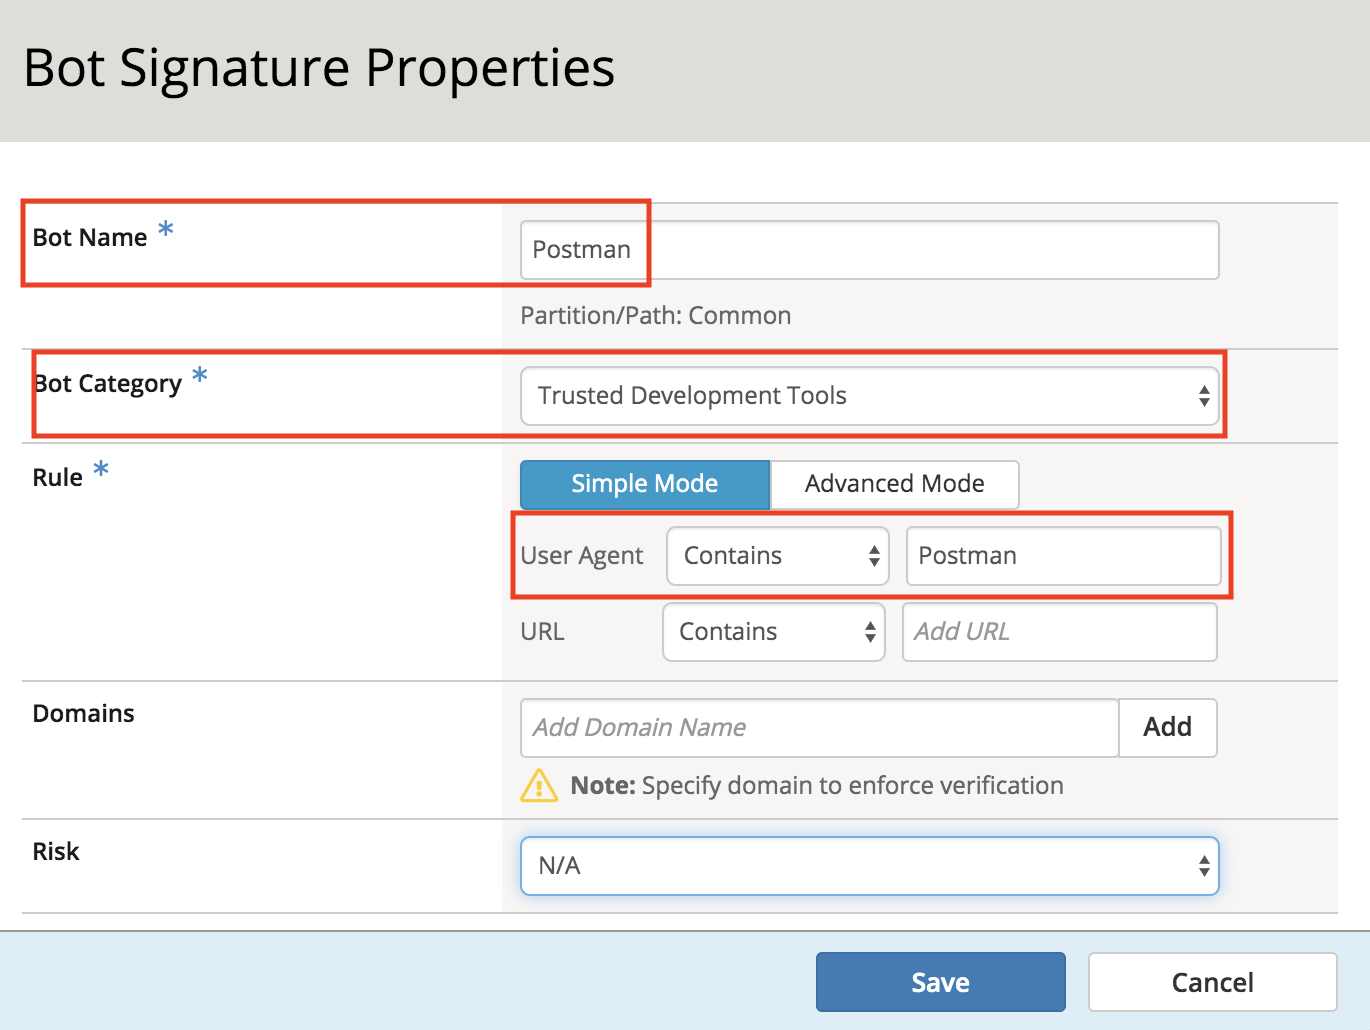 Bot Signature Properties
Bot Name *
Postman
Partition/Path: Common
Bot Category *
Trusted Development Tools
Rule *
Simple Mode
Advanced Mode
User Agent
Contains
Postman
URL
Contains
Add URL
Domains
Add Domain Name
Add
Note: Specify domain to enforce verification
Risk
N/A
Save
Cancel